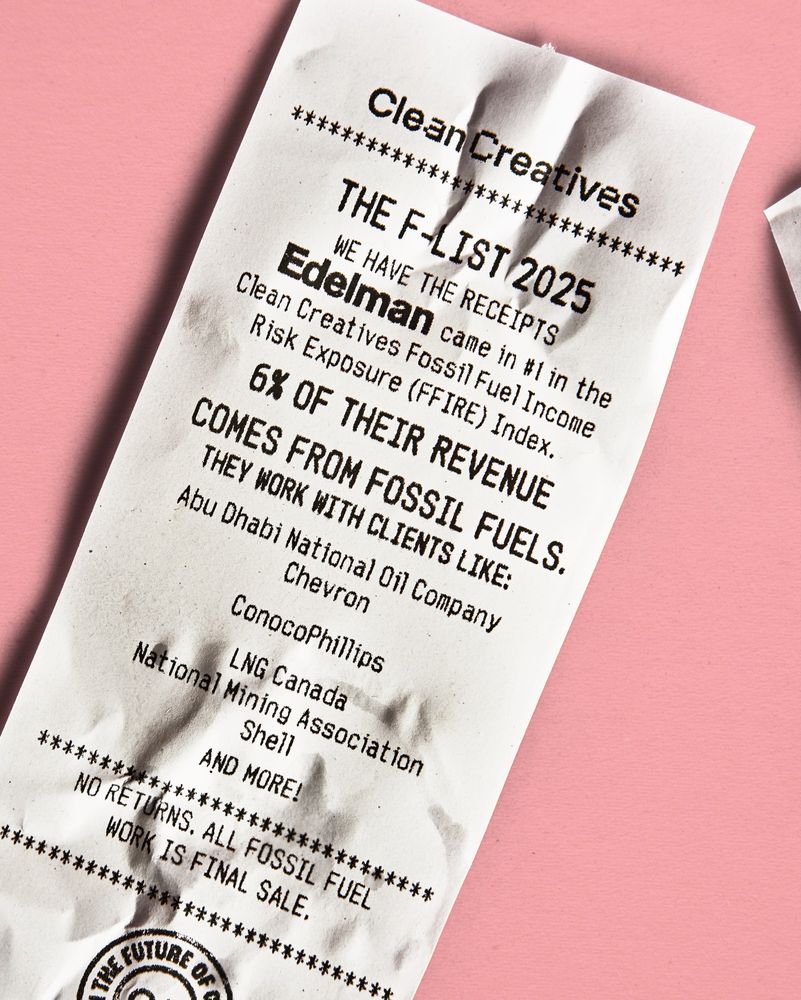 Clean Creatives
***********************************
THE F-LIST 2025
WE HAVE THE RECEIPTS
Edelman came in #1 in the
Clean Creatives Fossil Fuel Income
Risk Exposure (FFIRE) Index.
6% OF THEIR REVENUE
COMES FROM FOSSIL FUELS.
THEY WORK WITH CLIENTS LIKE:
Abu Dhabi National Oil Company
Chevron
ConocoPhillips
LNG Canada
National Mining Association
Shell
AND MORE!
***********************************
NO RETURNS. ALL FOSSIL FUEL
WORK IS FINAL SALE.
***********************************
THE FUTURE OF